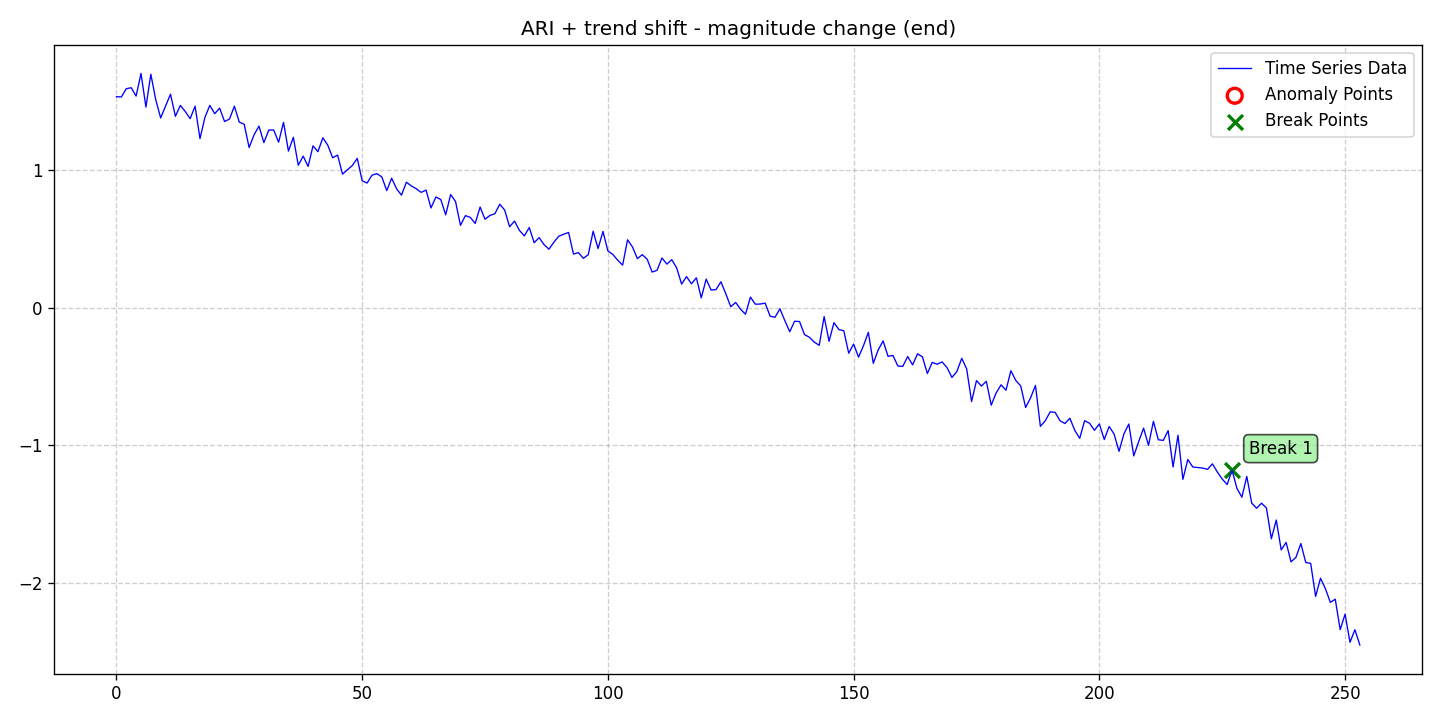 ARI + trend shift - magnitude change (end)
Time Series Data
Anomaly Points
Break Points
Break 1
1
0
−1
−2
0
50
100
150
200
250